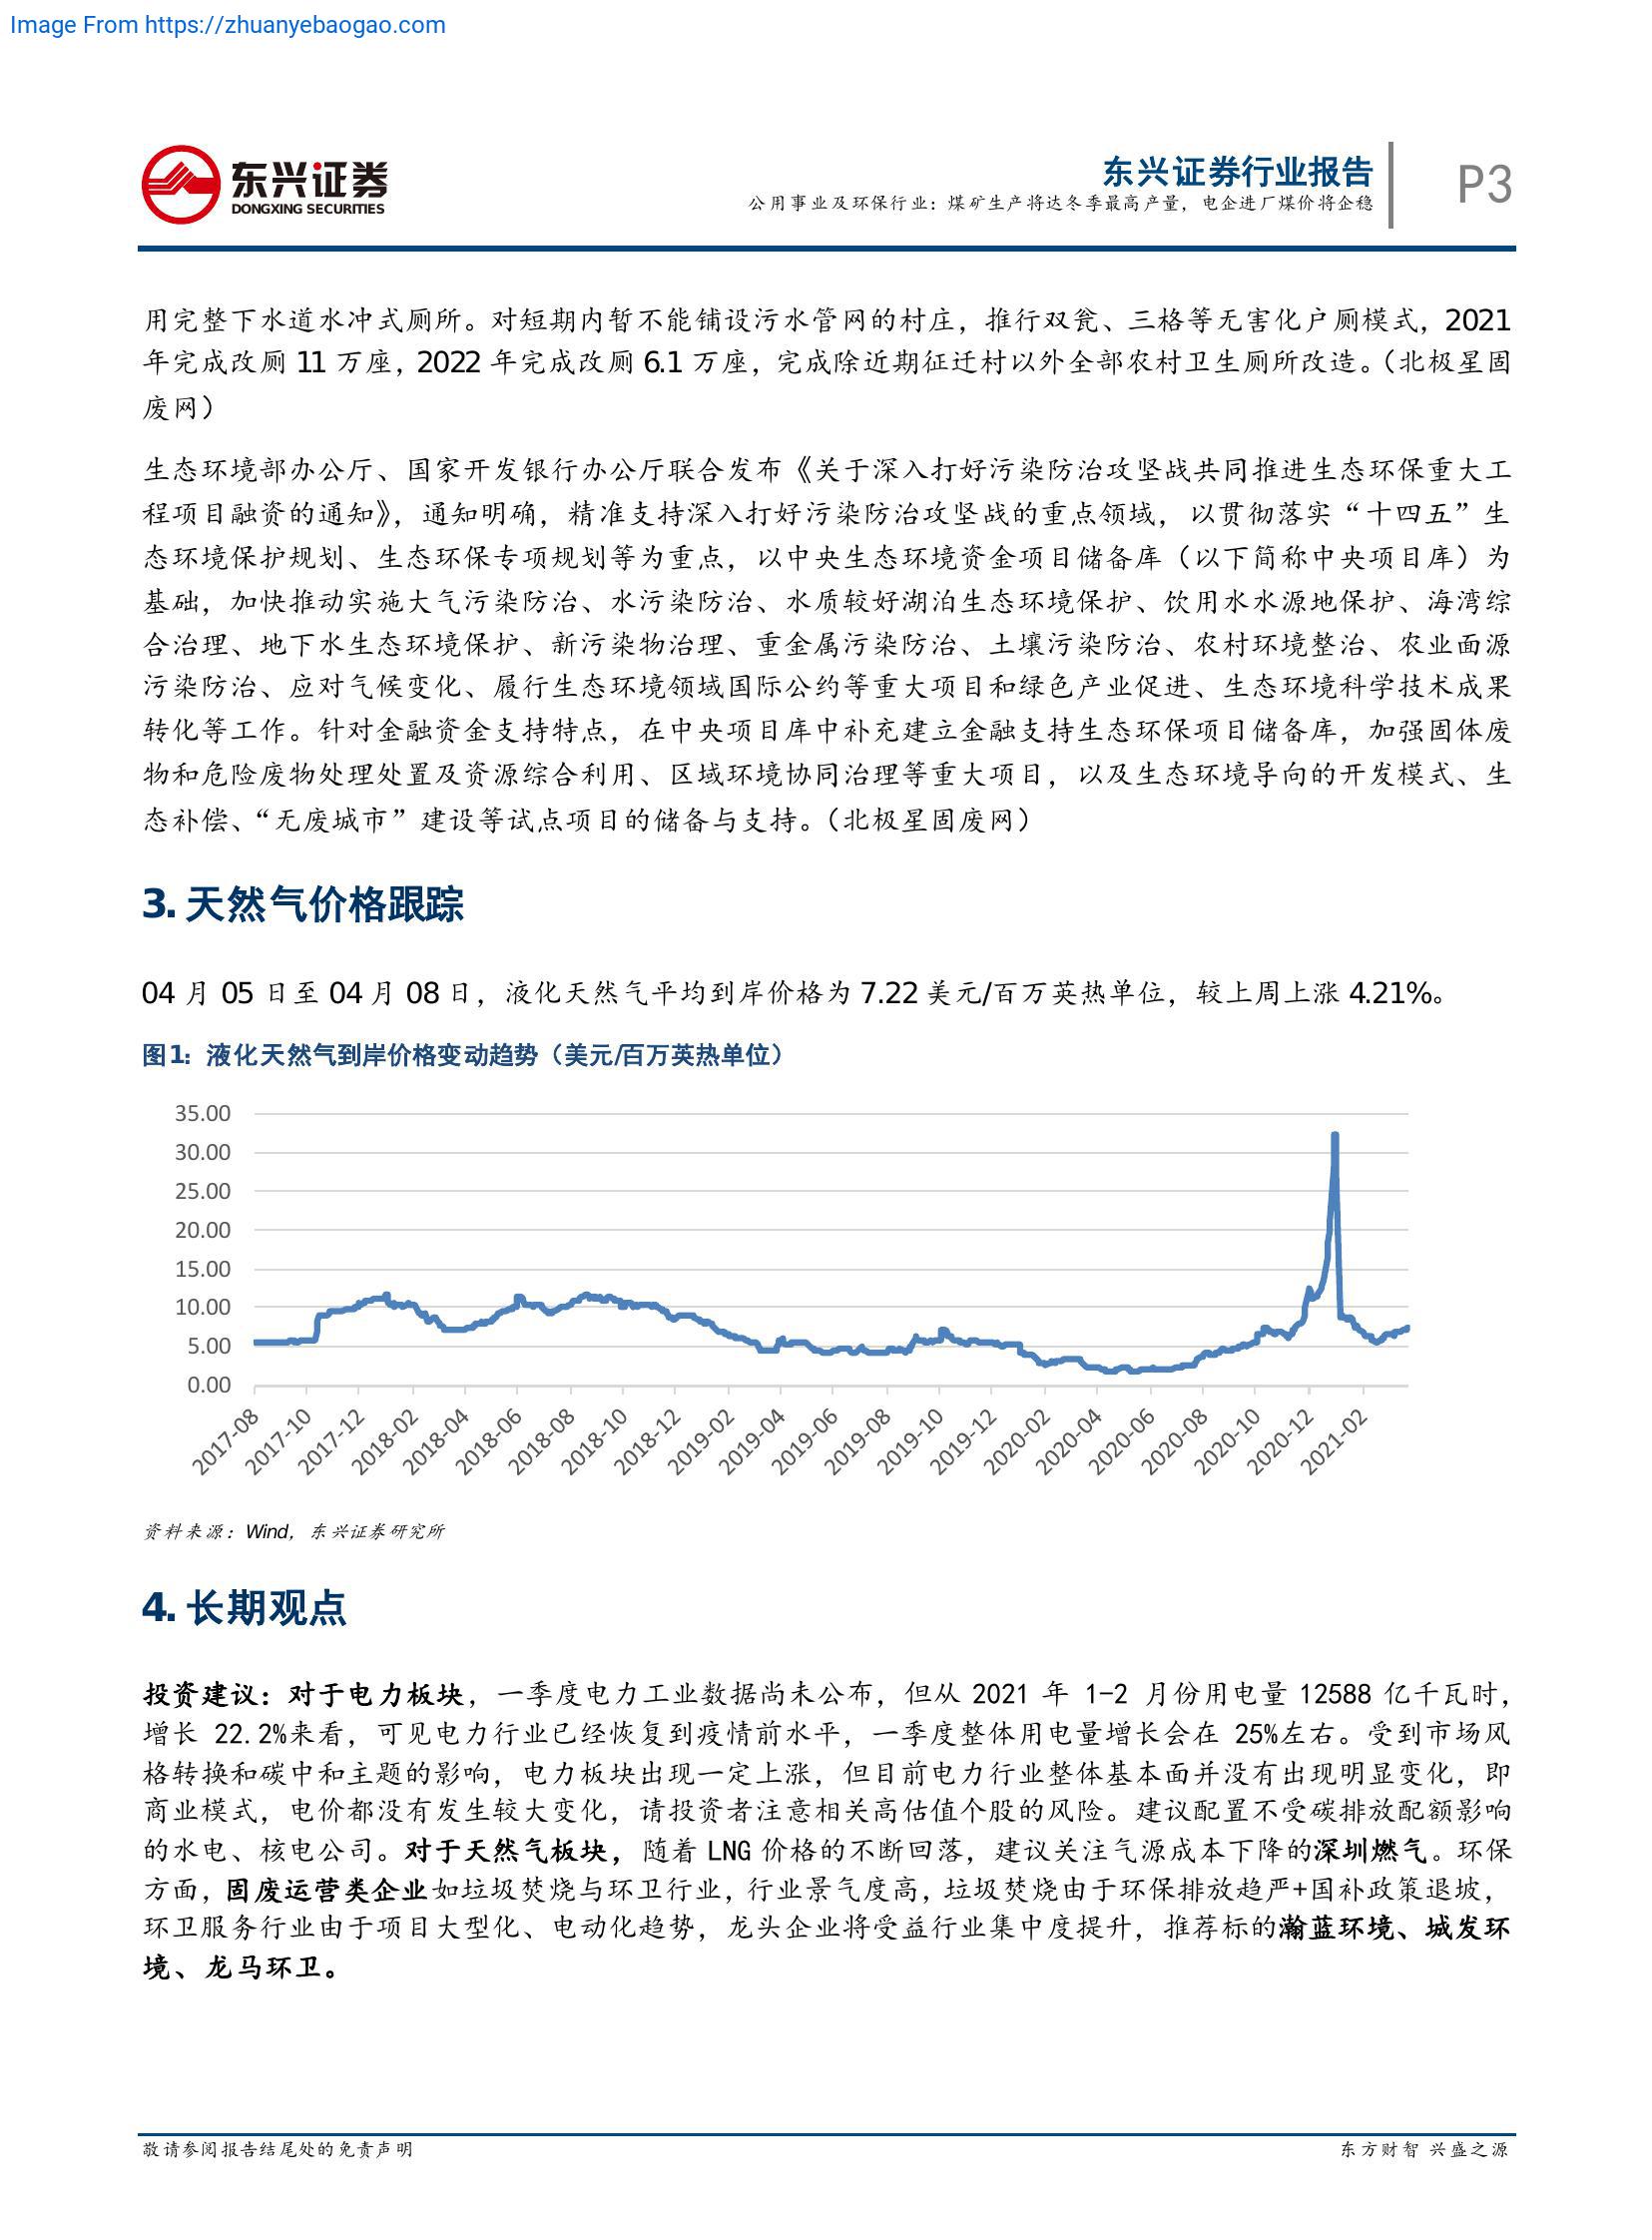 Image From https://zhuanyebaogao.com
东兴证券
DONGXING SECURITIES
东兴证券行业报告
公用事业及环保行业：煤矿生产将达冬季最高产量，电企进厂煤价将企稳
P3
用完整下水道水冲式厕所。对短期内暂不能铺设污水管网的村庄，推行双瓮、三格等无害化户厕模式，2021
年完成改厕 11 万座，2022 年完成改厕 6.1 万座，完成除近期征迁村以外全部农村卫生厕所改造。（北极星固
废网）
生态环境部办公厅、国家开发银行办公厅联合发布《关于深入打好污染防治攻坚战共同推进生态环保重大工
程项目融资的通知》，通知明确，精准支持深入打好污染防治攻坚战的重点领域，以贯彻落实“十四五”生
态环境保护规划、生态环保专项规划等为重点，以中央生态环境资金项目储备库（以下简称中央项目库）为
基础，加快推动实施大气污染防治、水污染防治、水质较好湖泊生态环境保护、饮用水水源地保护、海湾综
合治理、地下水生态环境保护、新污染物治理、重金属污染防治、土壤污染防治、农村环境整治、农业面源
污染防治、应对气候变化、履行生态环境领域国际公约等重大项目和绿色产业促进、生态环境科学技术成果
转化等工作。针对金融资金支持特点，在中央项目库中补充建立金融支持生态环保项目储备库，加强固体废
物和危险废物处理处置及资源综合利用、区域环境协同治理等重大项目，以及生态环境导向的开发模式、生
态补偿、“无废城市”建设等试点项目的储备与支持。（北极星固废网）
3. 天然气价格跟踪
04 月 05 日至 04 月 08 日，液化天然气平均到岸价格为 7.22 美元/百万英热单位，较上周上涨 4.21%。
图1: 液化天然气到岸价格变动趋势（美元/百万英热单位）
35.00
30.00
25.00
20.00
15.00
10.00
5.00
0.00
2017-08
2017-10
2017-12
2018-02
2018-04
2018-06
2018-08
2018-10
2018-12
2019-02
2019-04
2019-06
2019-08
2019-10
2019-12
2020-02
2020-04
2020-06
2020-08
2020-10
2020-12
2021-02
资料来源：Wind，东兴证券研究所
4. 长期观点
投资建议：对于电力板块，一季度电力工业数据尚未公布，但从 2021 年 1-2 月份用电量 12588 亿千瓦时，
增长 22.2%来看，可见电力行业已经恢复到疫情前水平，一季度整体用电量增长会在 25%左右。受到市场风
格转换和碳中和主题的影响，电力板块出现一定上涨，但目前电力行业整体基本面并没有出现明显变化，即
商业模式，电价都没有发生较大变化，请投资者注意相关高估值个股的风险。建议配置不受碳排放配额影响
的水电、核电公司。对于天然气板块，随着 LNG 价格的不断回落，建议关注气源成本下降的深圳燃气。环保
方面，固废运营类企业如垃圾焚烧与环卫行业，行业景气度高，垃圾焚烧由于环保排放趋严+国补政策退坡，
环卫服务行业由于项目大型化、电动化趋势，龙头企业将受益行业集中度提升，推荐标的瀚蓝环境、城发环
境、龙马环卫。
敬请参阅报告结尾处的免责声明
东方财智 兴盛之源